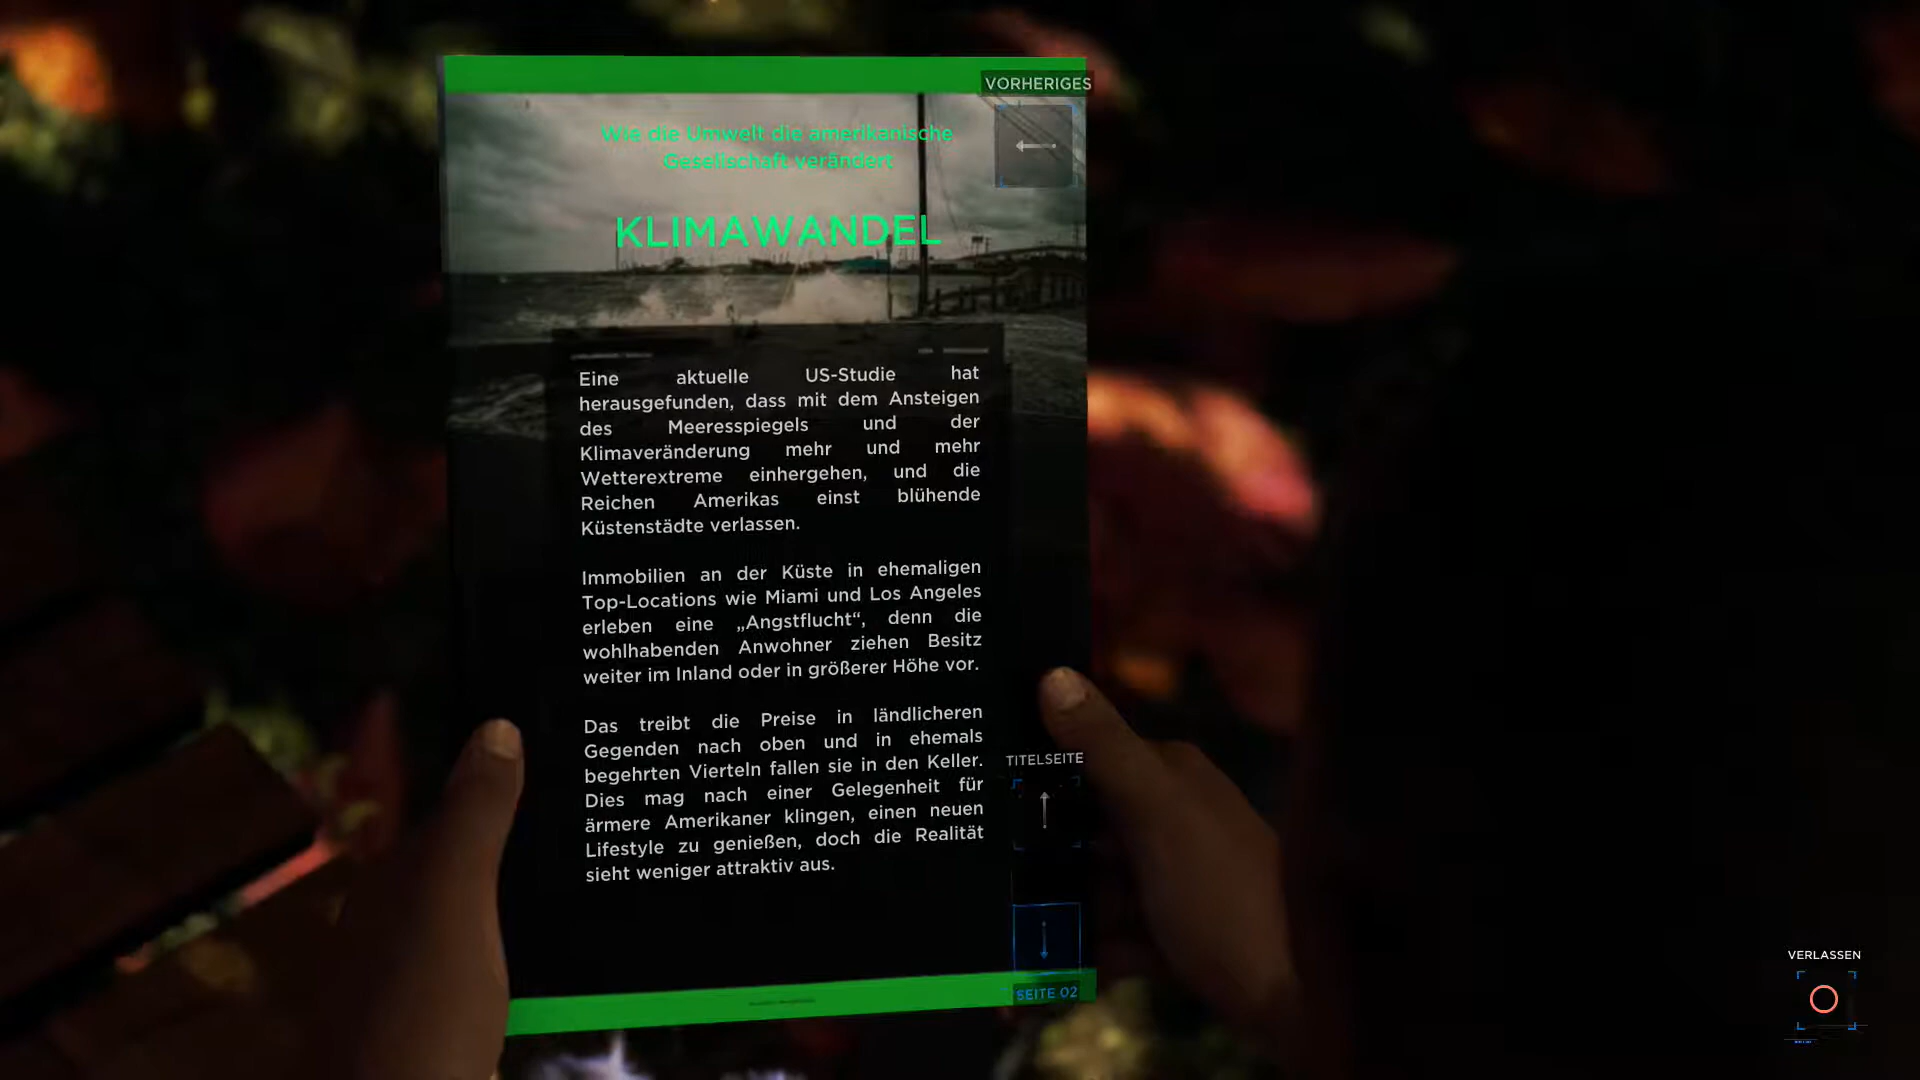 VORHERIGES
Wie die Umwelt die amerikanische
Gesellschaft verändert
KLIMAWANDEL
Eine aktuelle US-Studie hat
herausgefunden, dass mit dem Ansteigen
des Meeresspiegels und der
Klimaveränderung mehr und mehr
Wetterextreme einhergehen, und die
Reichen Amerikas einst blühende
Küstenstädte verlassen.
Immobilien an der Küste in ehemaligen
Top-Locations wie Miami und Los Angeles
erleben eine „Angstflucht“, denn die
wohlhabenden Anwohner ziehen Besitz
weiter im Inland oder in größerer Höhe vor.
Das treibt die Preise in ländlicheren
Gegenden nach oben und in ehemals
begehrten Vierteln fallen sie in den Keller.
Dies mag nach einer Gelegenheit für
ärmere Amerikaner klingen, einen neuen
Lifestyle zu genießen, doch die Realität
sieht weniger attraktiv aus.
TITELSEITE
SEITE 02
VERLASSEN